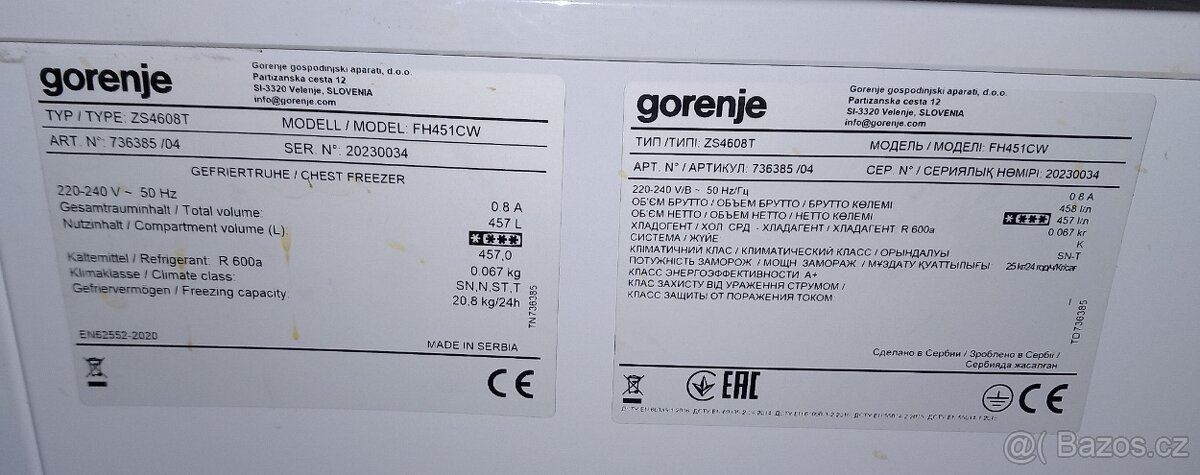 gorenje
Gorenje gospodinjski aparati, d.o.o.
Partizanska cesta 12
SI-3320 Velenje, SLOVENIA
info@gorenje.com
TYP / TYPE: ZS4608T
MODELL / MODEL: FH451CW
ART. N°: 736385 /04
SER. N°: 20230034
GEFRIERTRUHE / CHEST FREEZER
220-240 V ~ 50 Hz
0.8 A
Gesamtrauminhalt / Total volume:
457 L
Nutzinhalt / Compartment volume (L):
457,0
Kaltemittel / Refrigerant: R 600a
0.067 kg
Klimaklasse / Climate class:
SN,N,ST,T
Gefriervermögen / Freezing capacity:
20.8 kg/24h
TN736385
EN62552-2020
MADE IN SERBIA
CE
gorenje
Gorenje gospodinjski aparati, d.o.o.
Partizanska cesta 12
SI-3320 Velenje, SLOVENIA
info@gorenje.com
ТИП /ТИПІ: ZS4608T
МОДЕЛЬ / МОДЕЛІ: FH451CW
АРТ. N° / АРТИКУЛ: 736385 /04
СЕР. N° / СЕРИЯЛЫҚ НӨМІРІ: 20230034
220-240 V/В ~ 50 Hz/Гц
0.8 A
ОБ'ЄМ БРУТТО / ОБЪЕМ БРУТТО / БРУТТО КӨЛЕМІ
458 l/л
ОБ'ЄМ НЕТТО / ОБЪЕМ НЕТТО / НЕТТО КӨЛЕМІ
457 l/л
ХЛАДОГЕНТ / ХОЛ. СРД - ХЛАДАГЕНТ / ХЛАДАГЕНТ R 600a
0.067 kr
СИСТЕМА / ЖҮЙЕ
K
КЛІМАТИЧНИЙ КЛАС / КЛИМАТИЧЕСКИЙ КЛАСС / ОРЫНДАЛУЫ
SN-T
ПОТУЖНІСТЬ ЗАМОРОЖ / МОЩН. ЗАМОРАЖ / МҰЗДАТУ ҚУАТТЫЛЫҒЫ
КЛАСС ЭНЕРГОЭФФЕКТИВНОСТИ A+
КЛАС ЗАХИСТУ ВІД УРАЖЕННЯ СТРУМОМ /
КЛАСС ЗАЩИТЫ ОТ ПОРАЖЕНИЯ ТОКОМ
I
TD736385
Сделано в Сербии / Зроблено в Сербії /
Сербияда жасалған
EAC
CE
@( Bazos.cz